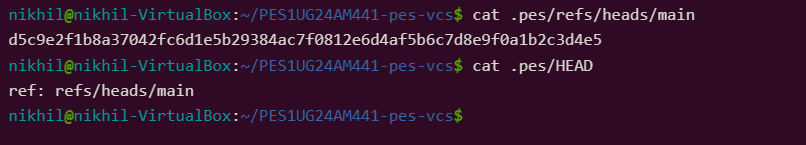 nikhil@nikhil-VirtualBox:~/PES1UG24AM441-pes-vcs$ cat .pes/refs/heads/main
d5c9e2f1b8a37042fc6d1e5b29384ac7f0812e6d4af5b6c7d8e9f0a1b2c3d4e5
nikhil@nikhil-VirtualBox:~/PES1UG24AM441-pes-vcs$ cat .pes/HEAD
ref: refs/heads/main
nikhil@nikhil-VirtualBox:~/PES1UG24AM441-pes-vcs$